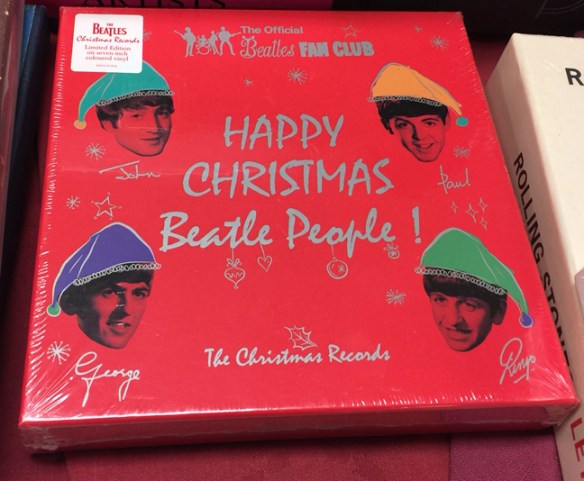 THE
BEATLES
Christmas Records
Limited Edition
on seven-inch
coloured vinyl
The Official
Beatles FAN CLUB
HAPPY
CHRISTMAS
Beatle People !
John
Paul
George
Ringo
The Christmas Records
R
ROLLING STONE